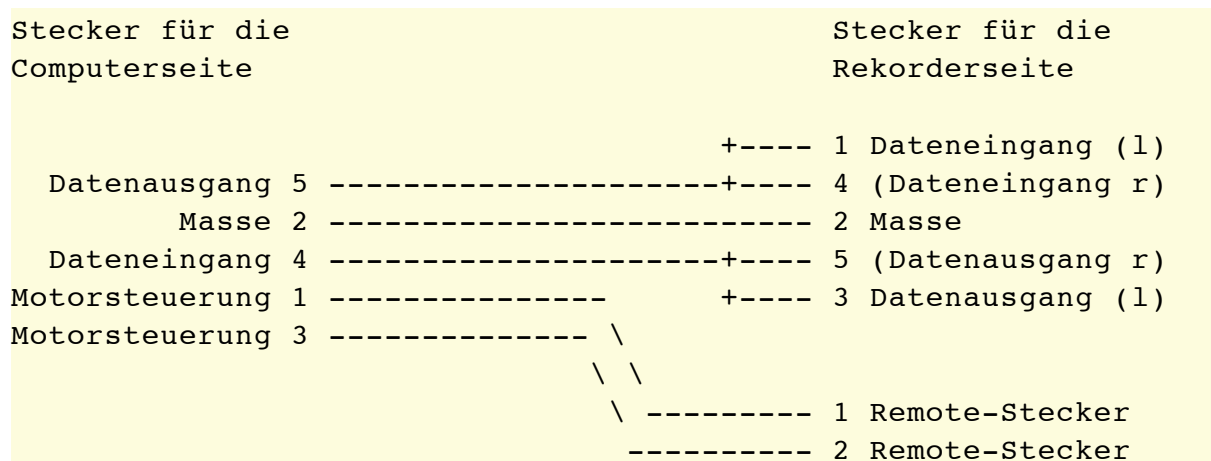 Stecker für die                              Stecker für die
Computerseite                                Rekorderseite

                                      +---- 1 Dateneingang (l)
  Datenausgang 5 ---------------------+---- 4 (Dateneingang r)
         Masse 2 -------------------------- 2 Masse
  Dateneingang 4 ---------------------+---- 5 (Datenausgang r)
Motorsteuerung 1 ---------------      +---- 3 Datenausgang (l)
Motorsteuerung 3 -------------- \
                               \ \
                                \ --------- 1 Remote-Stecker
                                 ---------- 2 Remote-Stecker